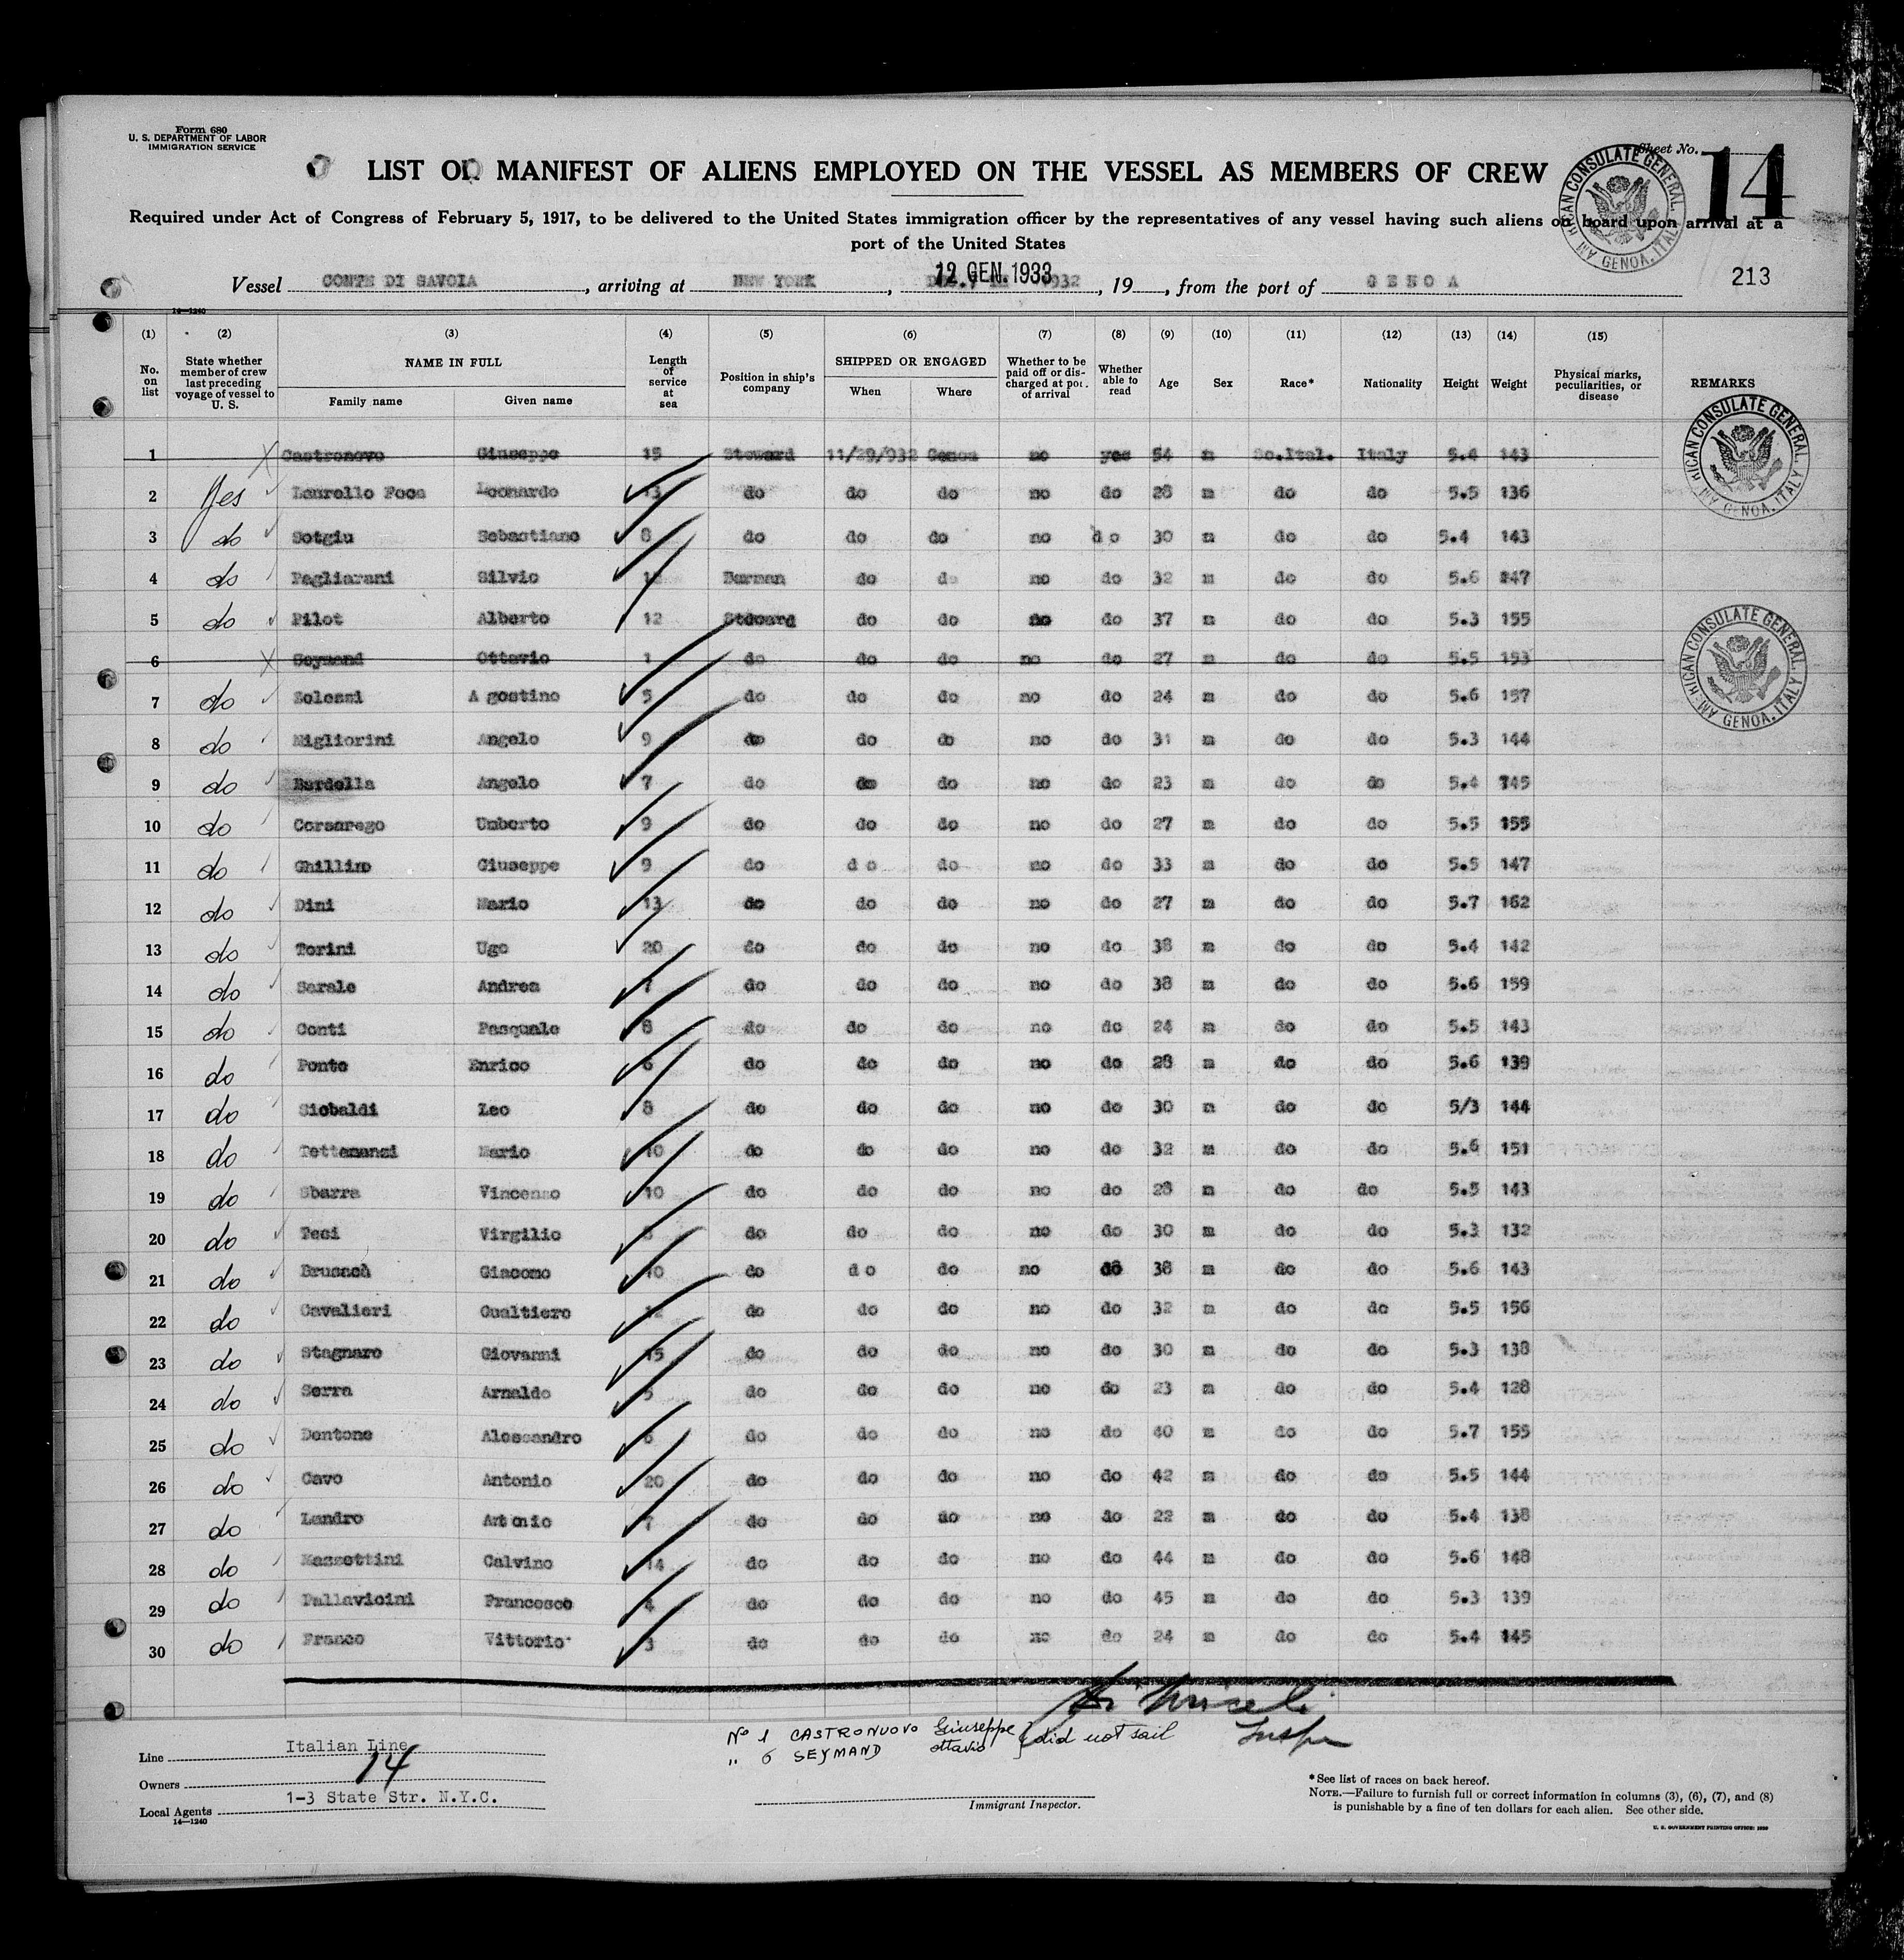 Form 680
U. S. DEPARTMENT OF LABOR
IMMIGRATION SERVICE
Sheet No. 14
LIST OR MANIFEST OF ALIENS EMPLOYED ON THE VESSEL AS MEMBERS OF CREW
Required under Act of Congress of February 5, 1917, to be delivered to the United States immigration officer by the representatives of any vessel having such aliens on board upon arrival at a
port of the United States
AMERICAN CONSULATE GENERAL. GENOA, ITALY
Vessel CONTE DI SAVOIA, arriving at NEW YORK, 12 GEN. 1933 932, 19, from the port of GENOA
213
14—1240
(1) (2) (3) (4) (5) (6) (7) (8) (9) (10) (11) (12) (13) (14) (15)
No. on list | State whether member of crew last preceding voyage of vessel to U. S. | NAME IN FULL Family name Given name | Length of service at sea | Position in ship's company | SHIPPED OR ENGAGED When Where | Whether to be paid off or discharged at port of arrival | Whether able to read | Age | Sex | Race* | Nationality | Height | Weight | Physical marks, peculiarities, or disease | REMARKS
1 Castronovo Giuseppe 15 Steward 11/29/932 Genoa no yes 54 m So.Ital. Italy 5.4 143
AMERICAN CONSULATE GENERAL GENOA, ITALY
2 Yes Laurello Foca Leonardo 13 do do do no do 28 m do do 5.5 136
3 do Sotgiu Sebastiano 8 do do do no do 30 m do do 5.4 143
4 do Pagliarani Silvio Barman do do no do 32 m do do 5.6 147
5 do Pilot Alberto 12 Steward do do no do 37 m do do 5.3 155
6 Seymand Ottavio 1 do do do no do 27 m do do 5.5 153
AMERICAN CONSULATE GENERAL GENOA, ITALY
7 do Agostino 5 do do do no do 24 m do do 5.6 157
8 do Migliorini Angelo 9 do do do no do 31 m do do 5.3 144
9 do Bardella Angelo 7 do do do no do 23 m do do 5.4 145
10 do Corsarego Umberto 9 do do do no do 27 m do do 5.5 155
11 do Ghillino Giuseppe 9 do do do no do 33 m do do 5.5 147
12 do Dini Mario 13 do do do no do 27 m do do 5.7 162
13 do Torini Ugo 20 do do do no do 38 m do do 5.4 142
14 do Sarale Andrea 7 do do do no do 38 m do do 5.6 159
15 do Conti Pasquale 8 do do do no do 24 m do do 5.5 143
16 do Ponte Enrico 6 do do do no do 28 m do do 5.6 139
17 do Siobaldi Leo 8 do do do no do 30 m do do 5/3 144
18 do Tettamanzi Mario 10 do do do no do 32 m do do 5.6 151
19 do Sbarra Vincenzo 10 do do do no do 28 m do do 5.5 143
20 do Tesi Virgilio do do do no do 30 m do do 5.3 132
21 do Brusacà Giacomo 10 do do do no do 38 m do do 5.6 143
22 do Cavalieri Gualtiero 12 do do do no do 32 m do do 5.5 156
23 do Stagnaro Giovanni 15 do do do no do 30 m do do 5.3 138
24 do Serra Arnaldo 5 do do do no do 23 m do do 5.4 128
25 do Dentone Alessandro 6 do do do no do 40 m do do 5.7 155
26 do Cavo Antonio 20 do do do no do 42 m do do 5.5 144
27 do Landro Antonio 7 do do do no do 22 m do do 5.4 138
28 do Mazzettini Calvino 14 do do do no do 44 m do do 5.6 148
29 do Pallavicini Francesco 4 do do do no do 45 m do do 5.3 139
30 do Franco Vittorio 3 do do do no do 24 m do do 5.4 145
No 1 CASTRONUOVO Giuseppe } did not sail
" 6 SEYMAND Ottavio
Line Italian Line
14
Owners
Local Agents 1-3 State Str. N.Y.C.
14—1240
Immigrant Inspector.
*See list of races on back hereof.
NOTE.—Failure to furnish full or correct information in columns (3), (6), (7), and (8)
is punishable by a fine of ten dollars for each alien. See other side.
U. S. GOVERNMENT PRINTING OFFICE: 1930